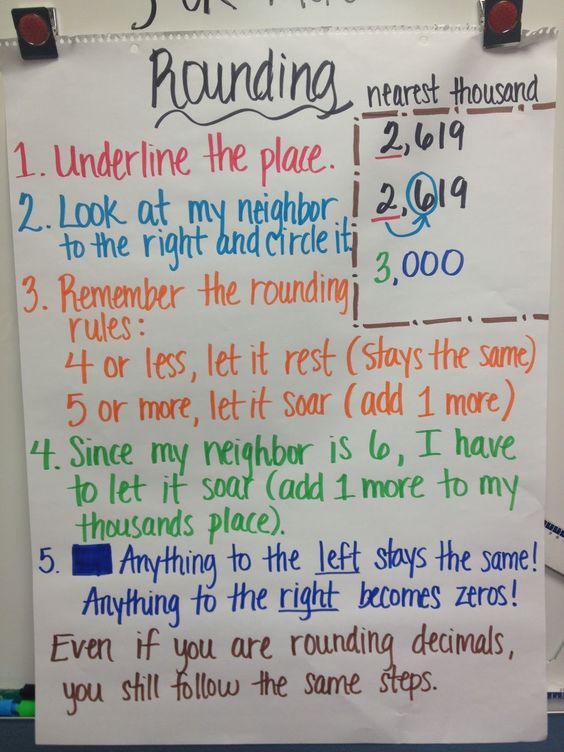 Rounding
nearest thousand
2,619
2,619
3,000
1. Underline the place.
2. Look at my neighbor
to the right and circle it
3. Remember the rounding
rules:
4 or less, let it rest (stays the same)
5 or more, let it soar (add 1 more)
4. Since my neighbor is 6, I have
to let it soar (add 1 more to my
thousands place).
5. Anything to the left stays the same!
Anything to the right becomes zeros!
Even if you are rounding decimals,
you still follow the same steps.